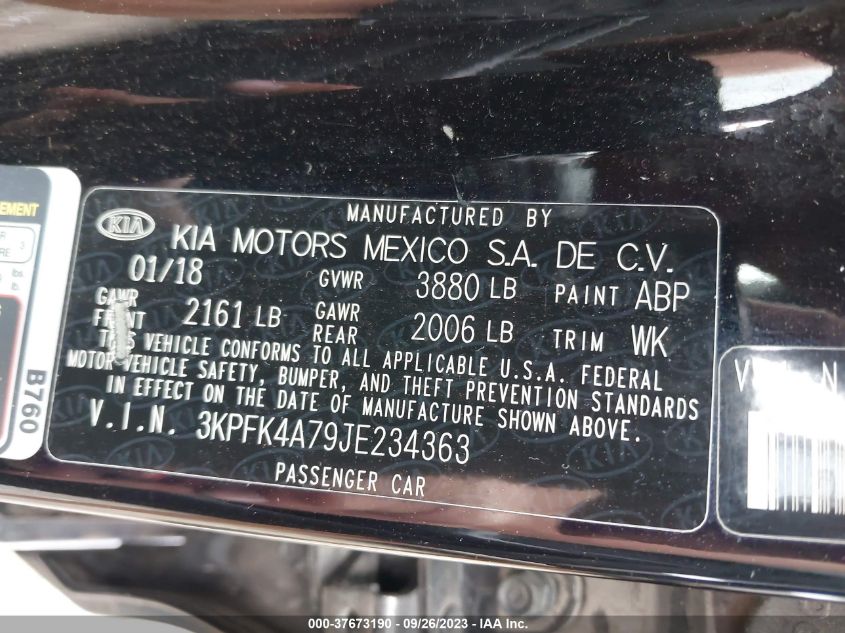 MANUFACTURED BY
KIA KIA MOTORS MEXICO S.A. DE C.V.
01/18 GVWR 3880 LB PAINT ABP
GAWR FRONT 2161 LB GAWR REAR 2006 LB TRIM WK
THIS VEHICLE CONFORMS TO ALL APPLICABLE U.S.A. FEDERAL
MOTOR VEHICLE SAFETY, BUMPER, AND THEFT PREVENTION STANDARDS
IN EFFECT ON THE DATE OF MANUFACTURE SHOWN ABOVE.
V.I.N. 3KPFK4A79JE234363
PASSENGER CAR
B760
000-37673190 - 09/26/2023 - IAA, Inc.